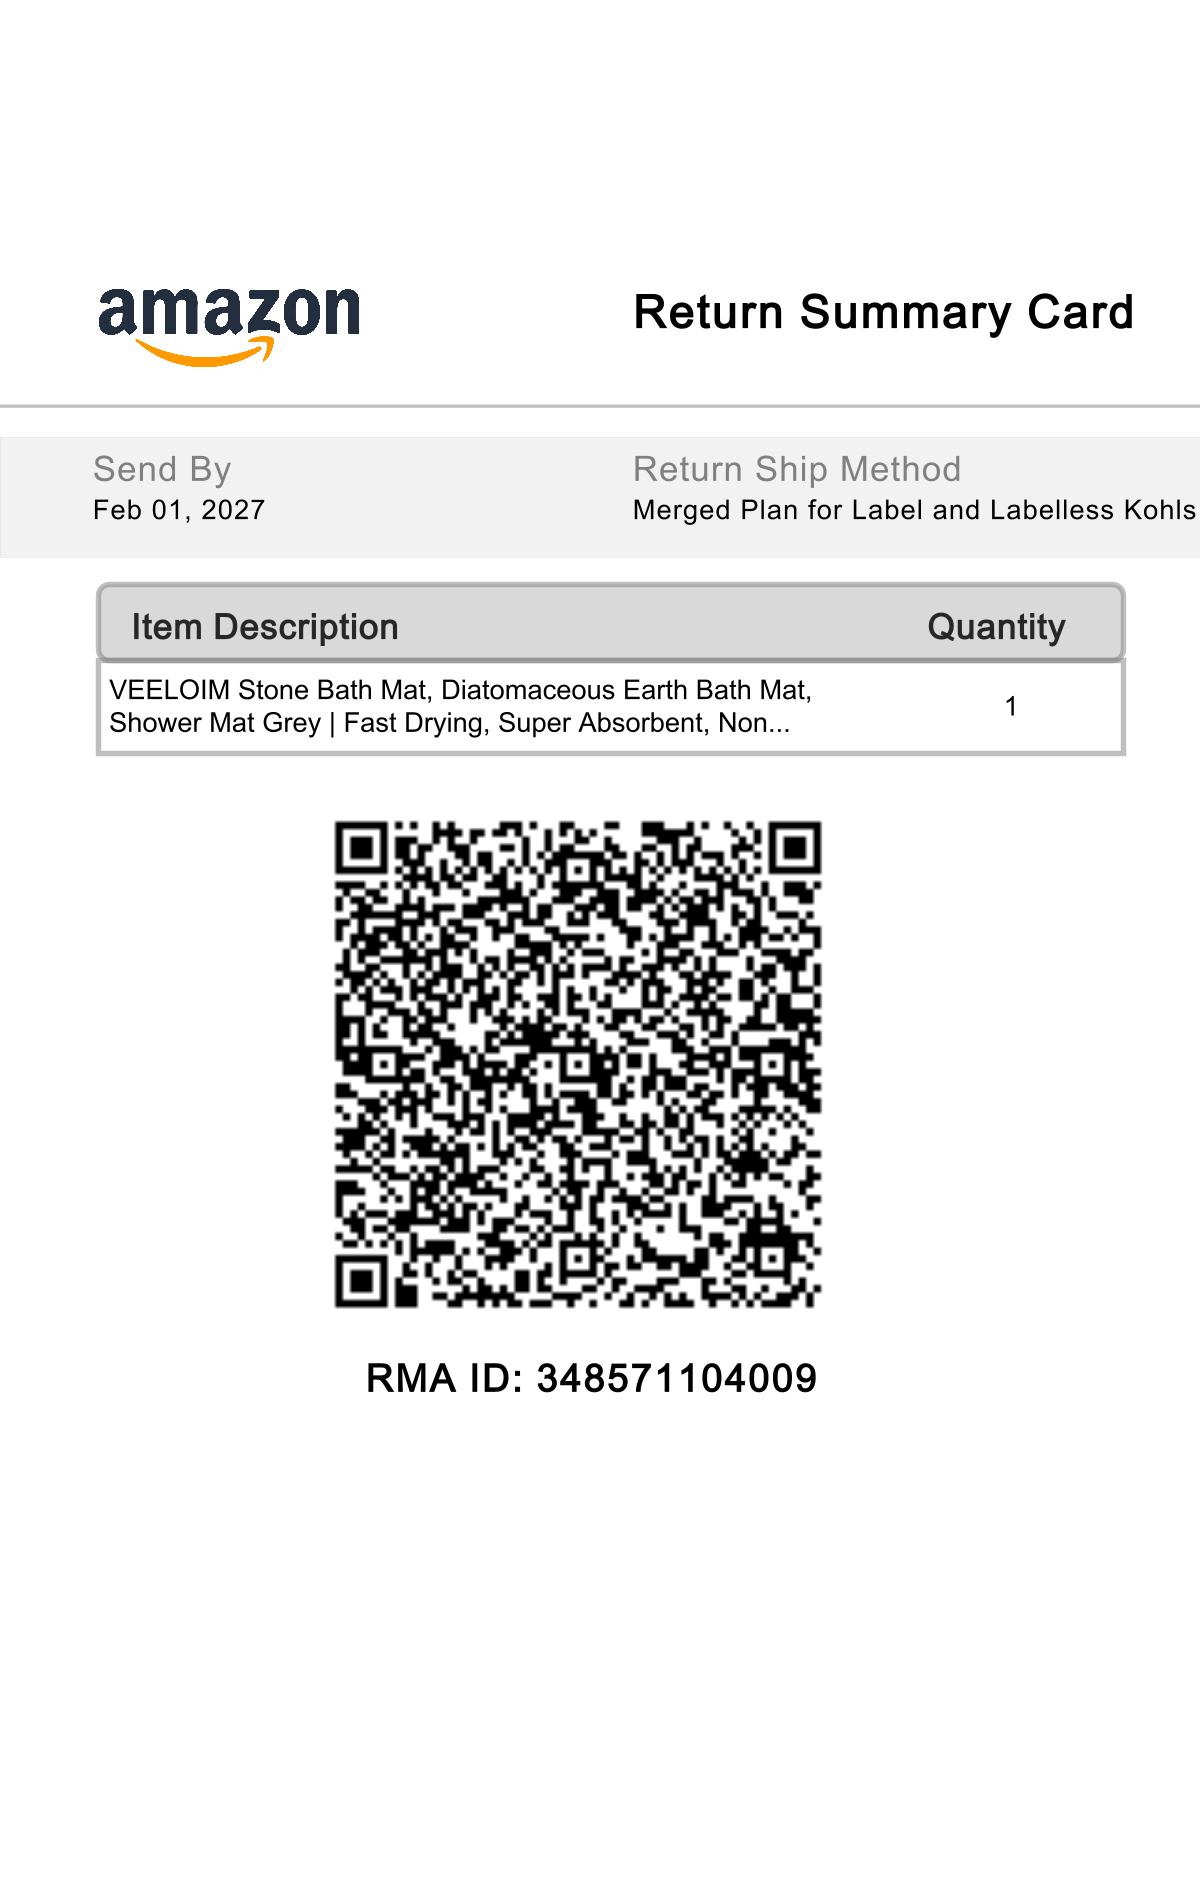 amazon
Return Summary Card
Send By
Return Ship Method
Feb 01, 2027
Merged Plan for Label and Labelless Kohls
Item Description
Quantity
VEELOIM Stone Bath Mat, Diatomaceous Earth Bath Mat,
Shower Mat Grey | Fast Drying, Super Absorbent, Non...
1
RMA ID: 348571104009